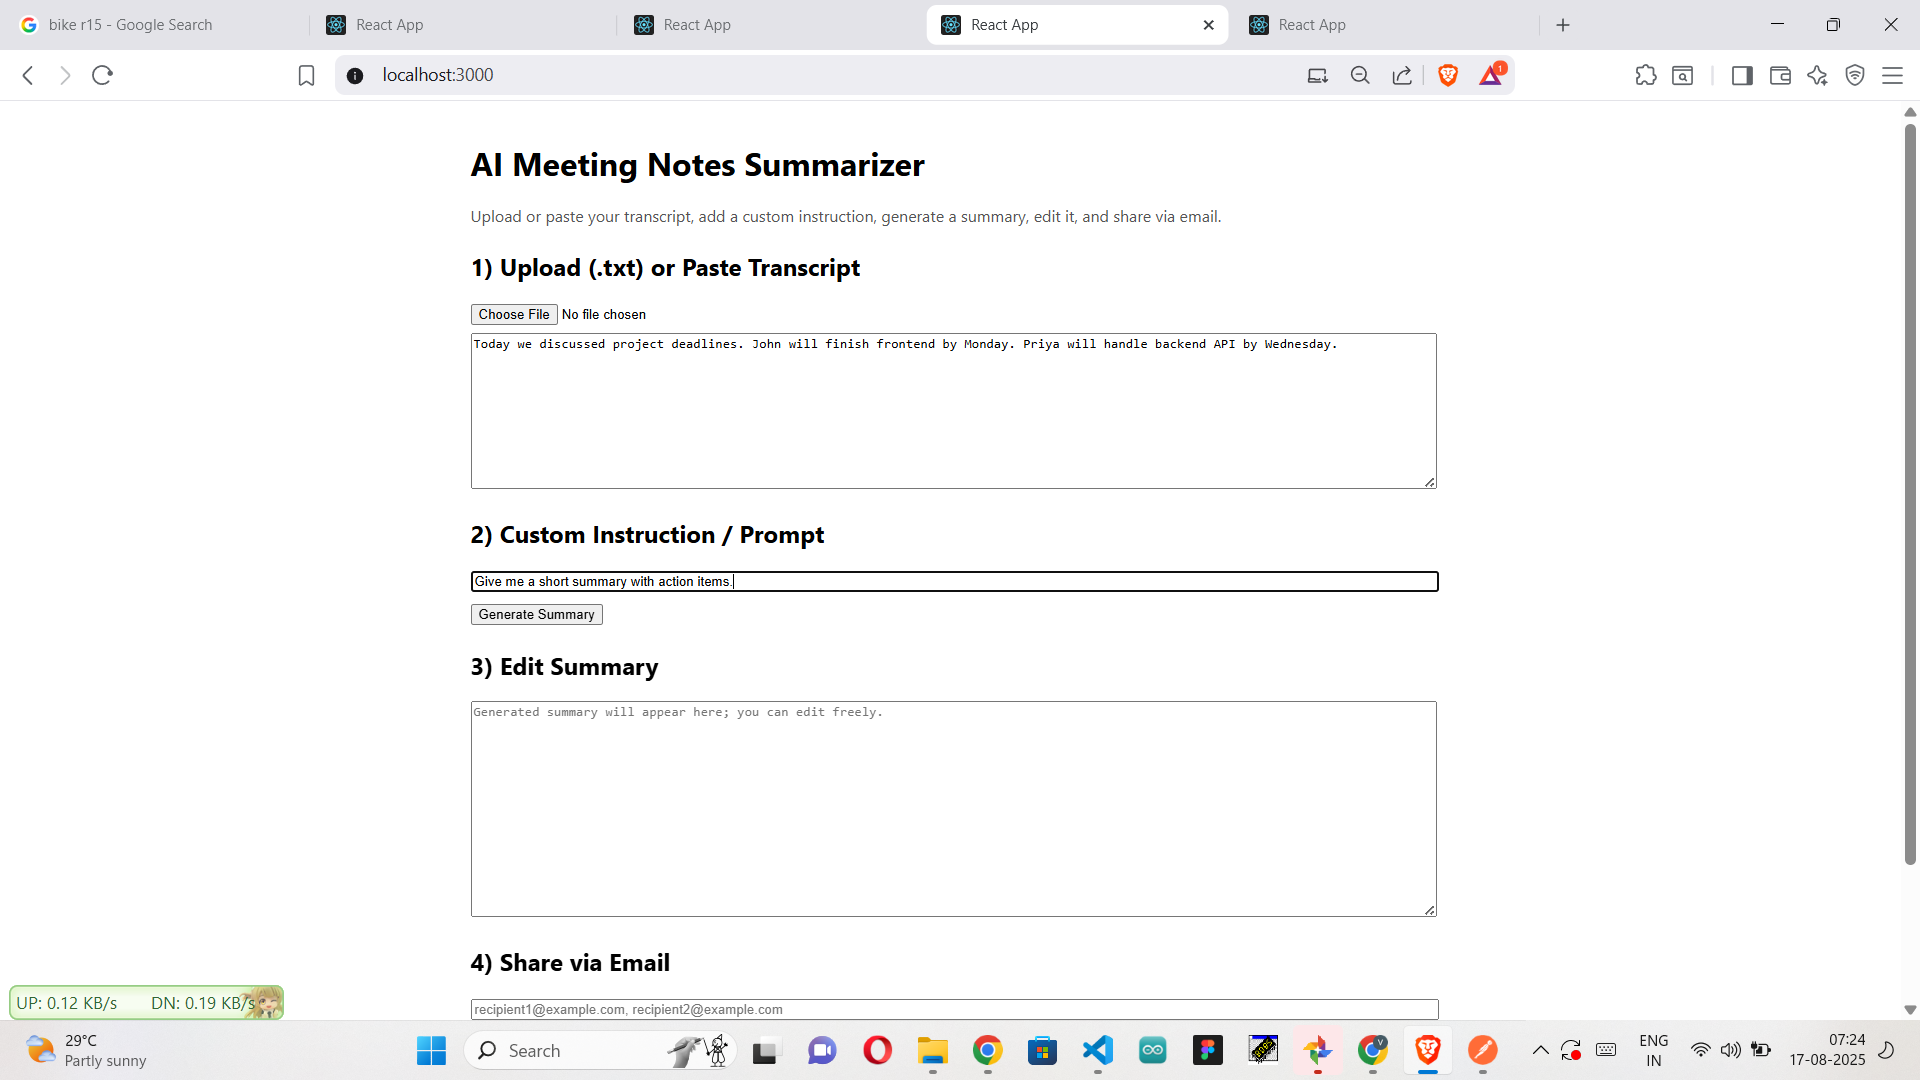 bike r15 - Google Search
React App
React App
React App
React App
localhost:3000
1
AI Meeting Notes Summarizer
Upload or paste your transcript, add a custom instruction, generate a summary, edit it, and share via email.
1) Upload (.txt) or Paste Transcript
Choose File No file chosen
Today we discussed project deadlines. John will finish frontend by Monday. Priya will handle backend API by Wednesday.
2) Custom Instruction / Prompt
Give me a short summary with action items.
Generate Summary
3) Edit Summary
Generated summary will appear here; you can edit freely.
4) Share via Email
recipient1@example.com, recipient2@example.com
UP: 0.12 KB/s DN: 0.19 KB/s
29°C
Partly sunny
Search
V
ENG
IN
07:24
17-08-2025